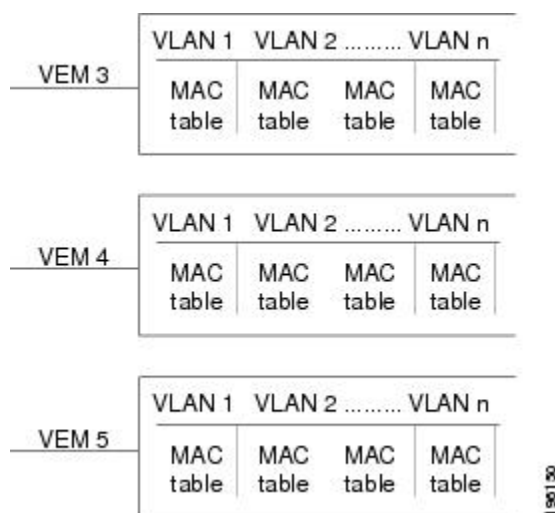 VLAN 1 VLAN 2 ......... VLAN n
VEM 3
MAC MAC MAC MAC
table table table table
VLAN 1 VLAN 2 ......... VLAN n
VEM 4
MAC MAC MAC MAC
table table table table
VLAN 1 VLAN 2 ......... VLAN n
VEM 5
MAC MAC MAC MAC
table table table table